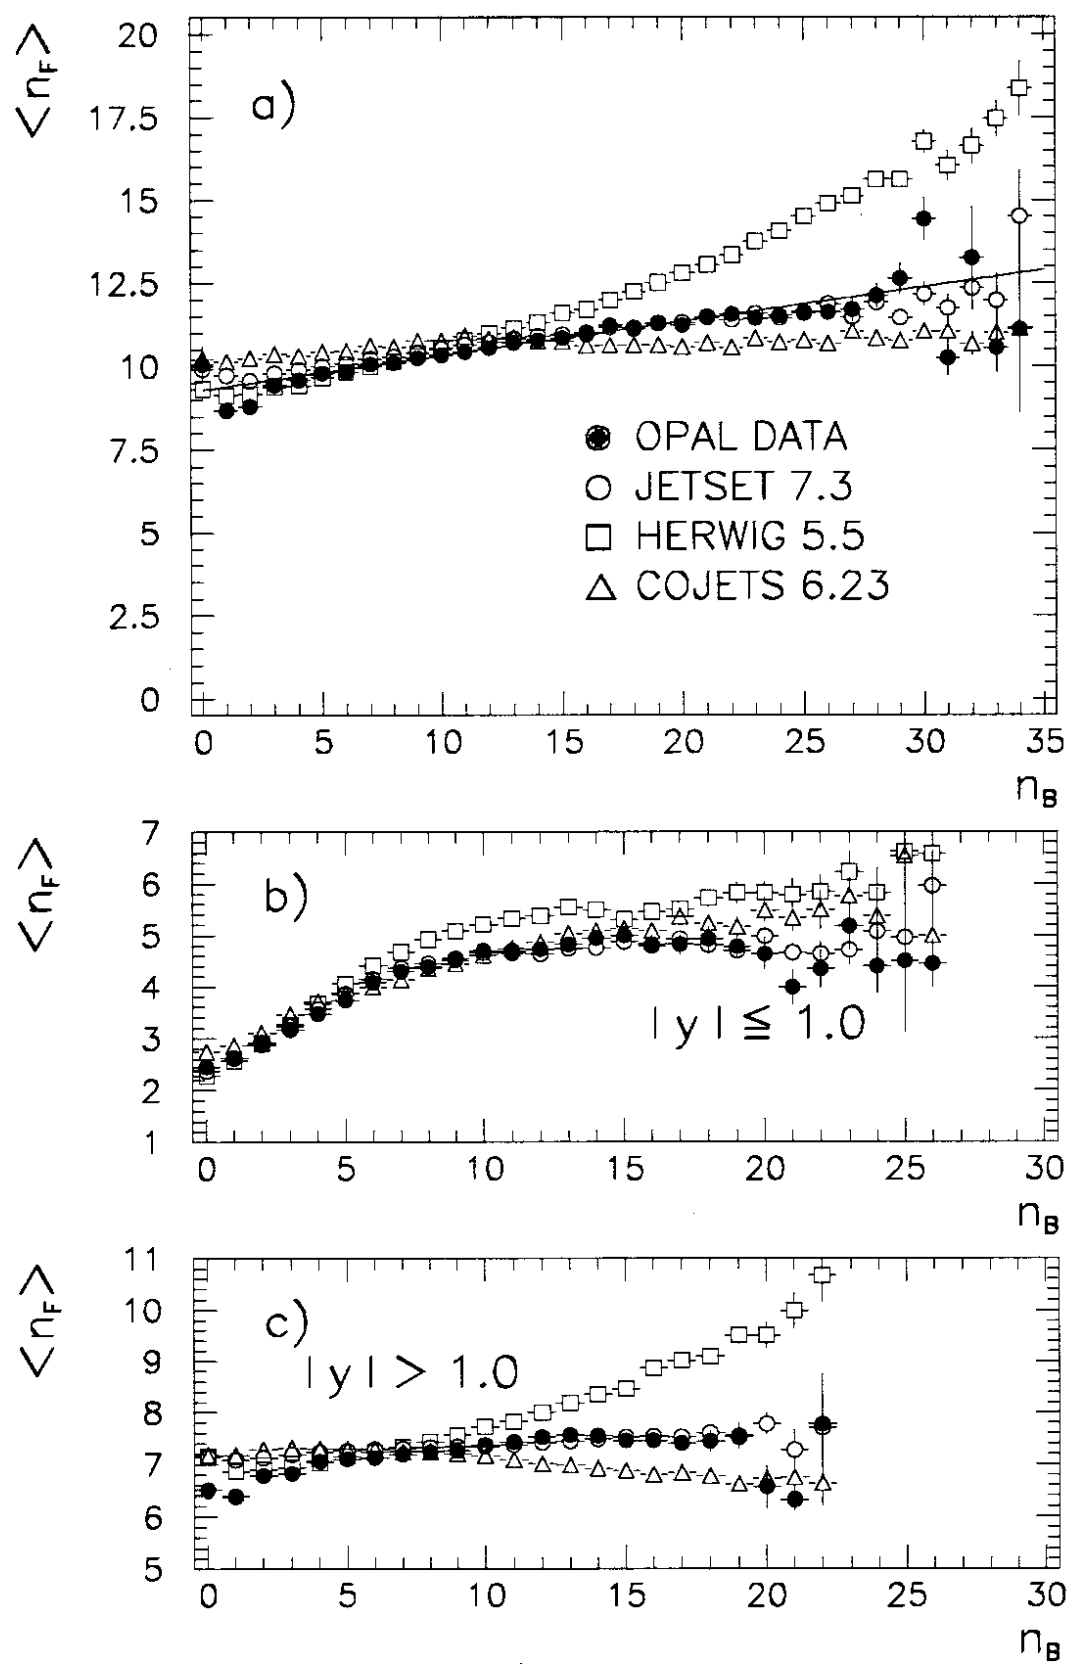 <n_F>
20
17.5
15
12.5
10
7.5
5
2.5
0
a)
OPAL DATA
JETSET 7.3
HERWIG 5.5
COJETS 6.23
0 5 10 15 20 25 30 35
n_B
<n_F>
7
6
5
4
3
2
1
b)
|y| ≦ 1.0
0 5 10 15 20 25 30
n_B
<n_F>
11
10
9
8
7
6
5
c)
|y| > 1.0
0 5 10 15 20 25 30
n_B